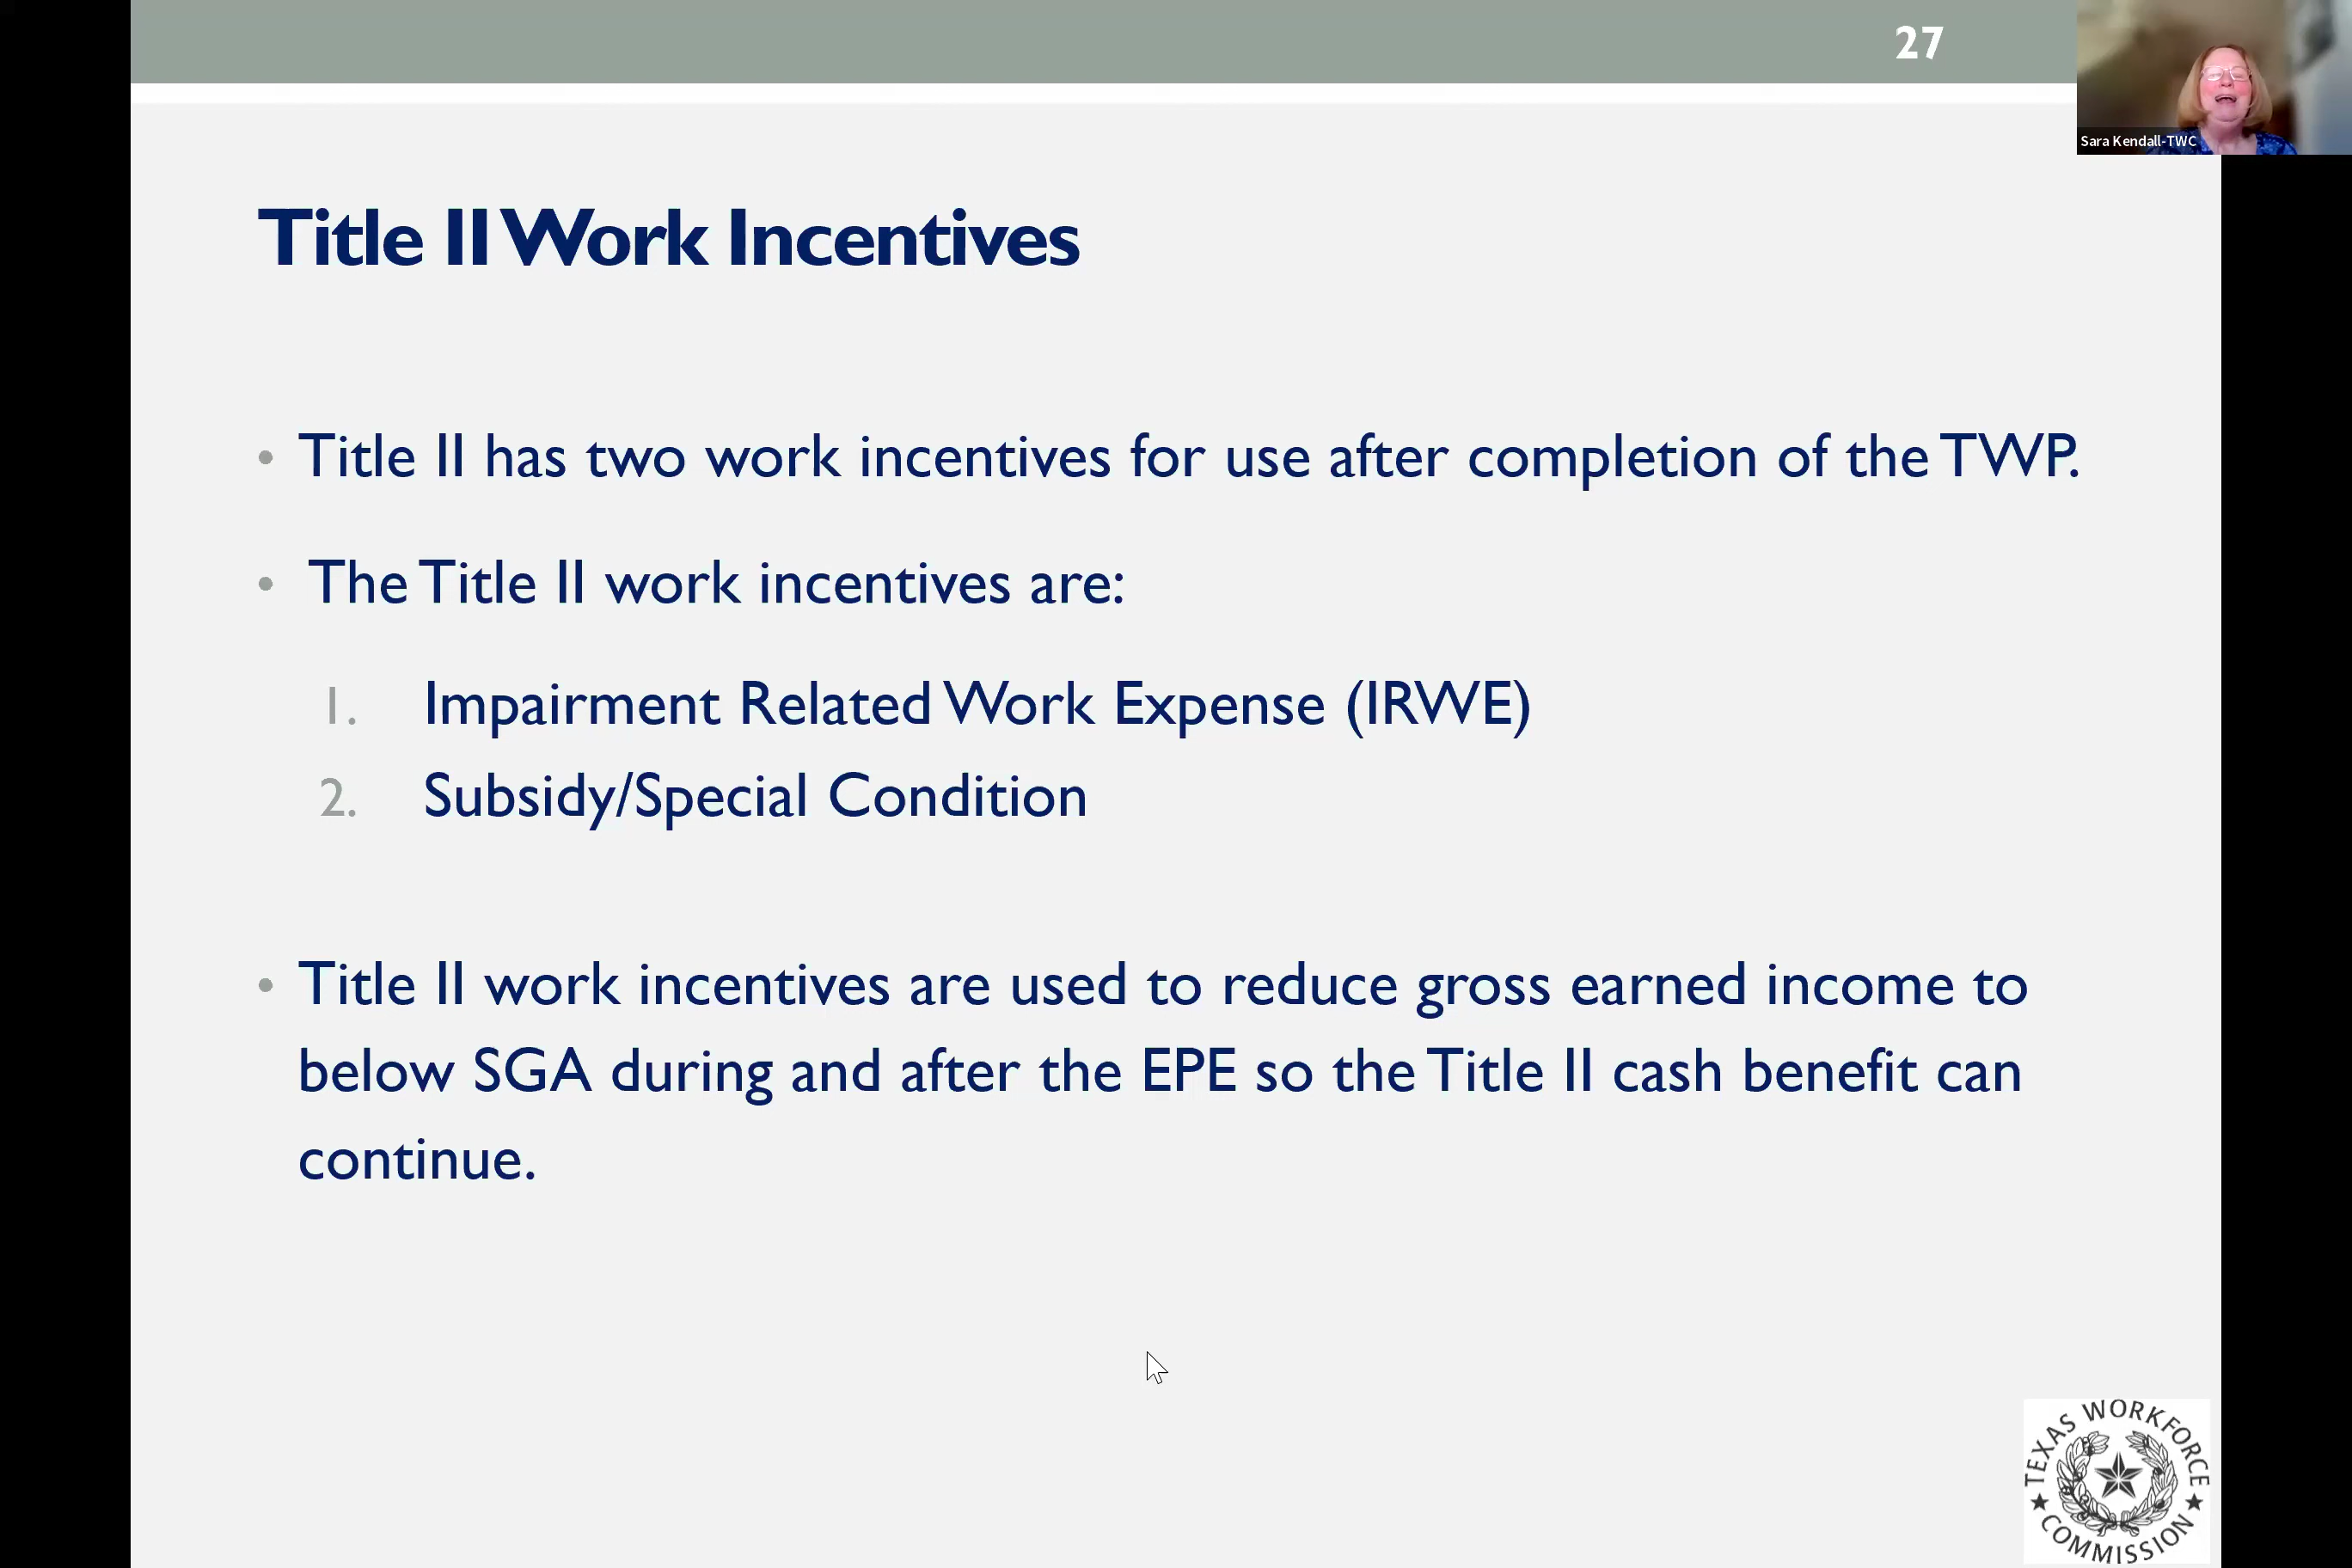 27
Sara Kendall-TWC
Title II Work Incentives
• Title II has two work incentives for use after completion of the TWP.
• The Title II work incentives are:
1. Impairment Related Work Expense (IRWE)
2. Subsidy/Special Condition
• Title II work incentives are used to reduce gross earned income to
below SGA during and after the EPE so the Title II cash benefit can
continue.
TEXAS WORKFORCE
COMMISSION